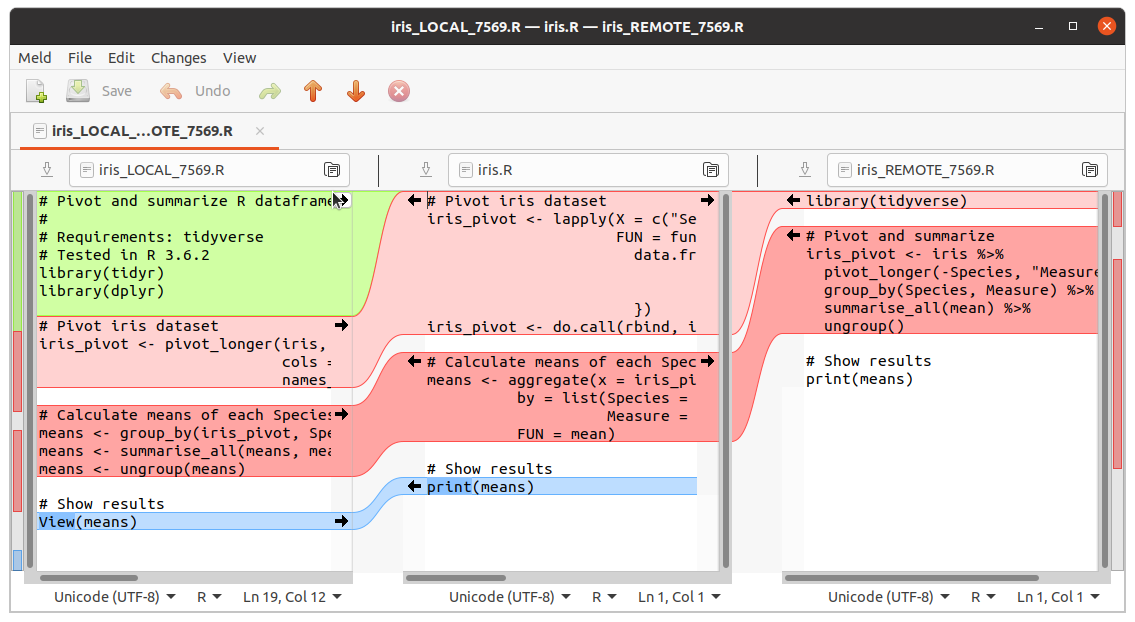 iris_LOCAL_7569.R — iris.R — iris_REMOTE_7569.R
Meld File Edit Changes View
Save Undo
iris_LOCAL_…OTE_7569.R
iris_LOCAL_7569.R
# Pivot and summarize R dataframe
#
# Requirements: tidyverse
# Tested in R 3.6.2
library(tidyr)
library(dplyr)
# Pivot iris dataset
iris_pivot <- pivot_longer(iris,
cols =
names_
# Calculate means of each Species
means <- group_by(iris_pivot, Spe
means <- summarise_all(means, mea
means <- ungroup(means)
# Show results
View(means)
Unicode (UTF-8) R Ln 19, Col 12
iris.R
# Pivot iris dataset
iris_pivot <- lapply(X = c("Se
FUN = fun
data.fr
})
iris_pivot <- do.call(rbind, i
# Calculate means of each Spec
means <- aggregate(x = iris_pi
by = list(Species =
Measure =
FUN = mean)
# Show results
print(means)
Unicode (UTF-8) R Ln 1, Col 1
iris_REMOTE_7569.R
library(tidyverse)
# Pivot and summarize
iris_pivot <- iris %>%
pivot_longer(-Species, "Measure
group_by(Species, Measure) %>%
summarise_all(mean) %>%
ungroup()
# Show results
print(means)
Unicode (UTF-8) R Ln 1, Col 1